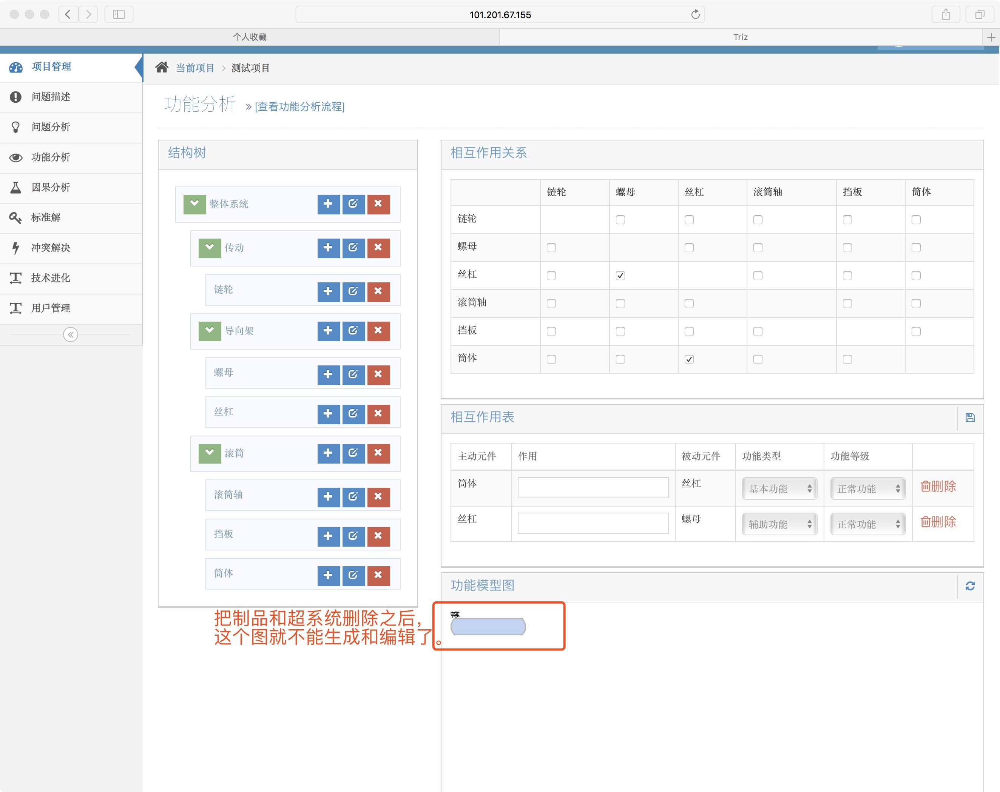 101.201.67.155
个人收藏
Triz
项目管理
当前项目 > 测试项目
问题描述
问题分析
功能分析
因果分析
标准解
冲突解决
技术进化
用戶管理
功能分析 » [查看功能分析流程]
结构树
整体系统
传动
链轮
导向架
螺母
丝杠
滚筒
滚筒轴
挡板
筒体
把制品和超系统删除之后，
这个图就不能生成和编辑了。
相互作用关系
链轮 螺母 丝杠 滚筒轴 挡板 筒体
链轮
螺母
丝杠
滚筒轴
挡板
筒体
相互作用表
主动元件 作用 被动元件 功能类型 功能等级
筒体 丝杠 基本功能 正常功能 删除
丝杠 螺母 辅助功能 正常功能 删除
功能模型图